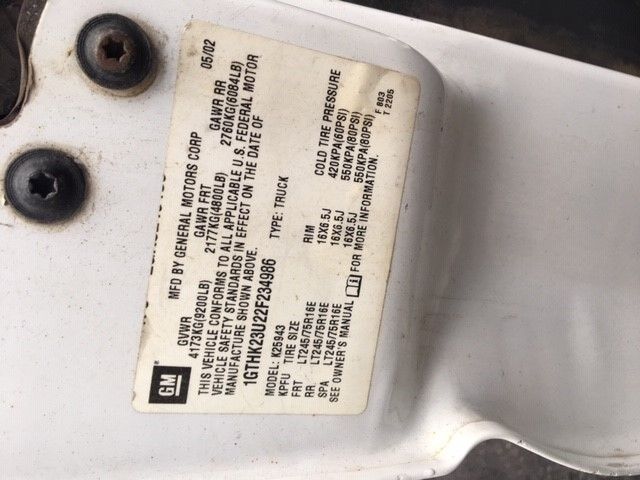 GM
MFD BY GENERAL MOTORS CORP 05/02
GVWR GAWR FRT GAWR RR
4173KG(9200LB) 2177KG(4800LB) 2760KG(6084LB)
THIS VEHICLE CONFORMS TO ALL APPLICABLE U.S. FEDERAL MOTOR
VEHICLE SAFETY STANDARDS IN EFFECT ON THE DATE OF
MANUFACTURE SHOWN ABOVE.
1GTHK23U22F234986 TYPE: TRUCK
MODEL: K25943
KPFU TIRE SIZE RIM COLD TIRE PRESSURE
FRT LT245/75R16E 16X6.5J 420KPA(60PSI)
RR LT245/75R16E 16X6.5J 550KPA(80PSI)
SPA LT245/75R16E 16X6.5J 550KPA(80PSI)
SEE OWNER'S MANUAL FOR MORE INFORMATION.
F 803
T 2205